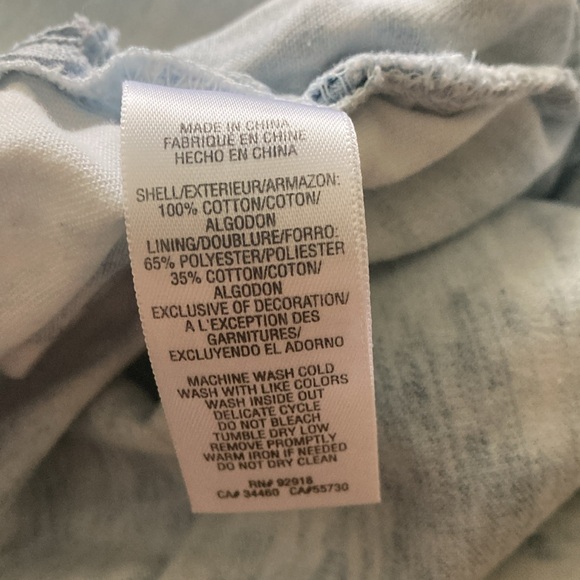 MADE IN CHINA
FABRIQUE EN CHINE
HECHO EN CHINA
SHELL/EXTERIEUR/ARMAZON:
100% COTTON/COTON/
ALGODON
LINING/DOUBLURE/FORRO:
65% POLYESTER/POLIESTER
35% COTTON/COTON/
ALGODON
EXCLUSIVE OF DECORATION/
A L'EXCEPTION DES
GARNITURES/
EXCLUYENDO EL ADORNO
MACHINE WASH COLD
WASH WITH LIKE COLORS
WASH INSIDE OUT
DELICATE CYCLE
DO NOT BLEACH
TUMBLE DRY LOW
REMOVE PROMPTLY
WARM IRON IF NEEDED
DO NOT DRY CLEAN
RN# 92918
CA# 34460 CA#55730